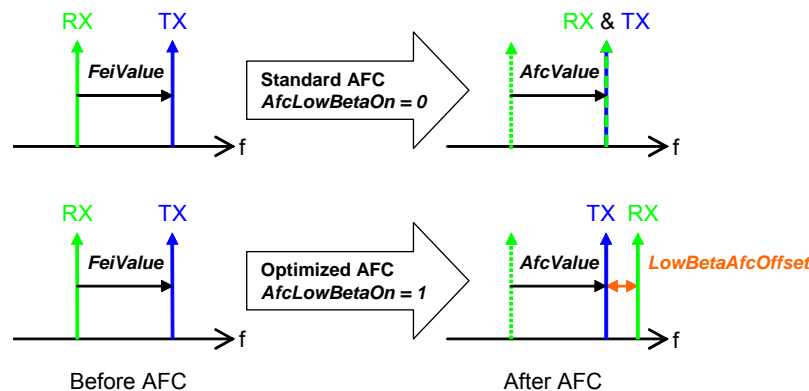 RX TX
FeiValue
f
Standard AFC
AfcLowBetaOn = 0
RX & TX
AfcValue
f
RX TX
FeiValue
f
Optimized AFC
AfcLowBetaOn = 1
TX RX
AfcValue
LowBetaAfcOffset
f
Before AFC
After AFC